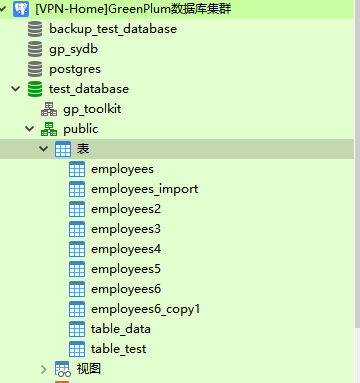 [VPN-Home]GreenPlum数据库集群
backup_test_database
gp_sydb
postgres
test_database
gp_toolkit
public
表
employees
employees_import
employees2
employees3
employees4
employees5
employees6
employees6_copy1
table_data
table_test
视图